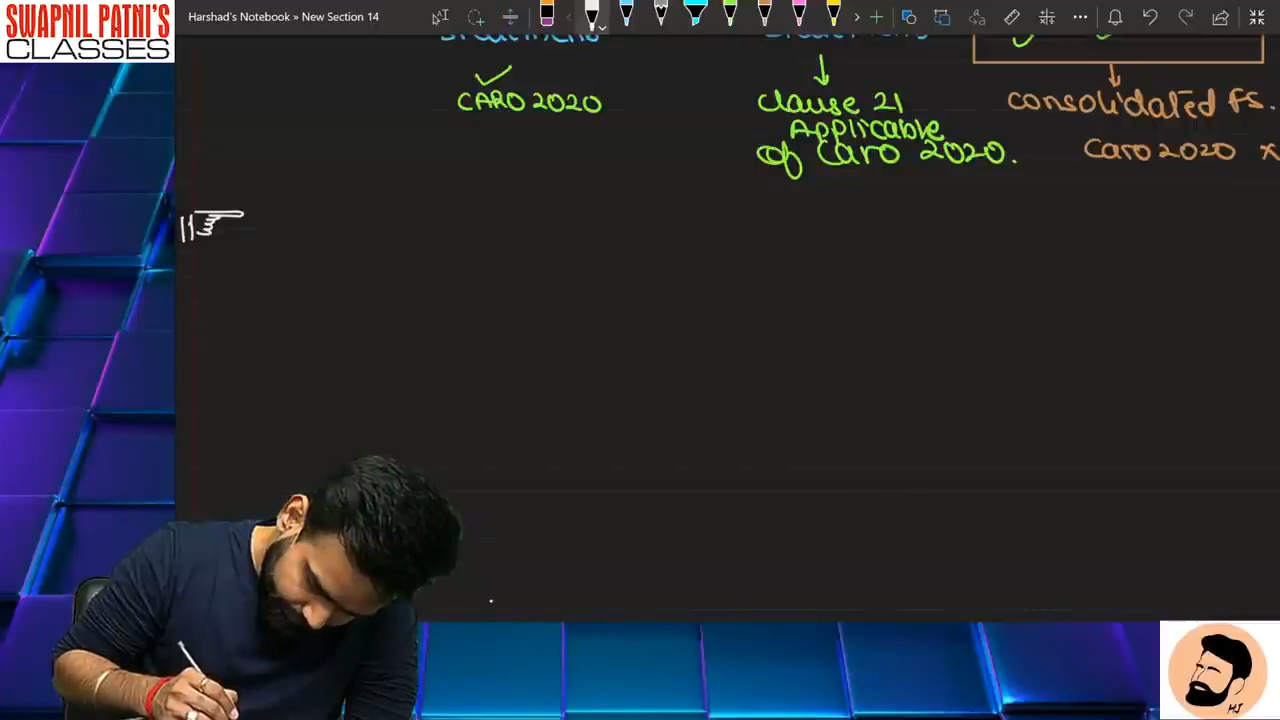 SWAPNIL PATNI'S
CLASSES
Harshad's Notebook » New Section 14
CARO 2020
Clause 21
Applicable
of Caro 2020.
Consolidated FS.
Caro 2020 x
HJ